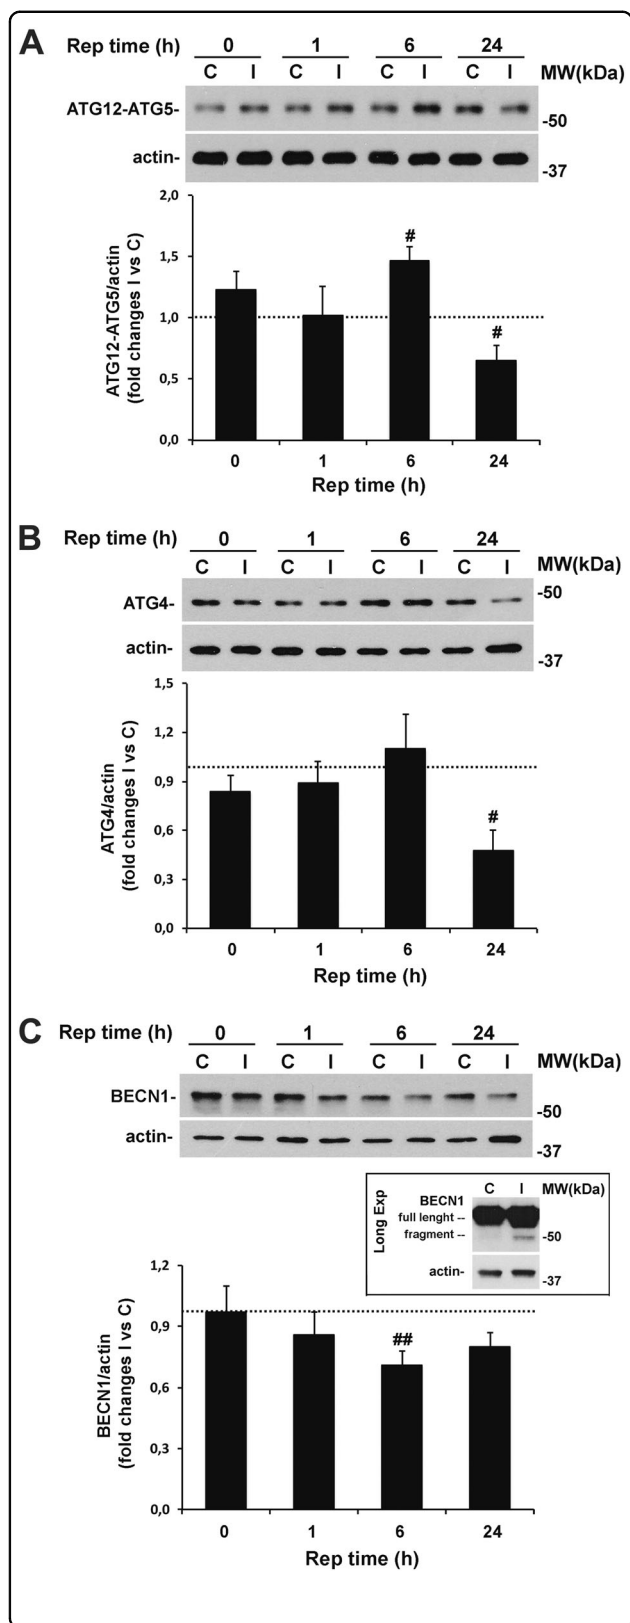 A
Rep time (h) 0 1 6 24
C I C I C I C I MW(kDa)
ATG12-ATG5-
-50
actin-
-37
2,0
1,5
1,0
0,5
0,0
# #
ATG12-ATG5/actin
(fold changes I vs C)
0 1 6 24
Rep time (h)
B
Rep time (h) 0 1 6 24
C I C I C I C I MW(kDa)
-50
ATG4-
actin-
-37
1,5
1,2
0,9
0,6
0,3
0,0
#
ATG4/actin
(fold changes I vs C)
0 1 6 24
Rep time (h)
C
Rep time (h) 0 1 6 24
C I C I C I C I MW(kDa)
BECN1-
-50
actin-
-37
Long Exp
C I MW(kDa)
BECN1
full lenght --
fragment --
-50
actin-
-37
1,2
0,9
0,6
0,3
0,0
##
BECN1/actin
(fold changes I vs C)
0 1 6 24
Rep time (h)